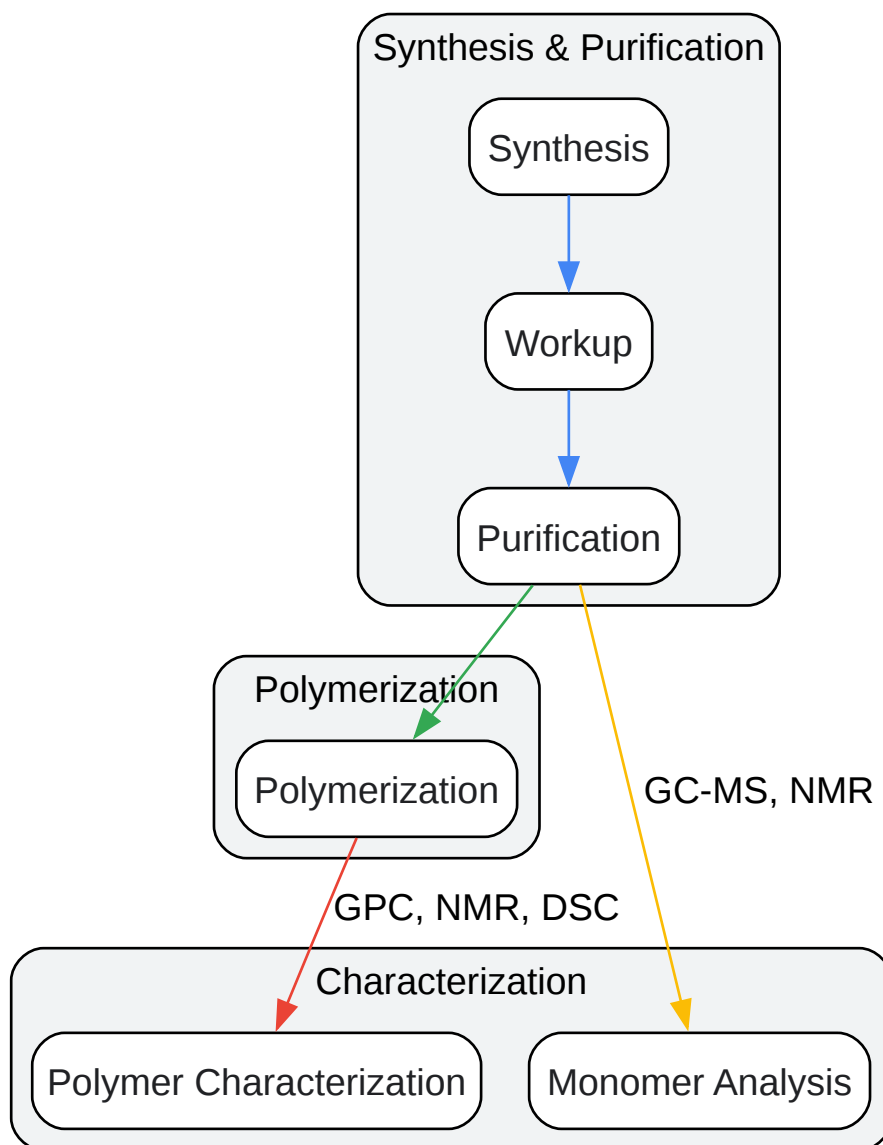 Synthesis & Purification
Synthesis
Workup
Purification
Polymerization
Polymerization
GC-MS, NMR
GPC, NMR, DSC
Characterization
Polymer Characterization
Monomer Analysis